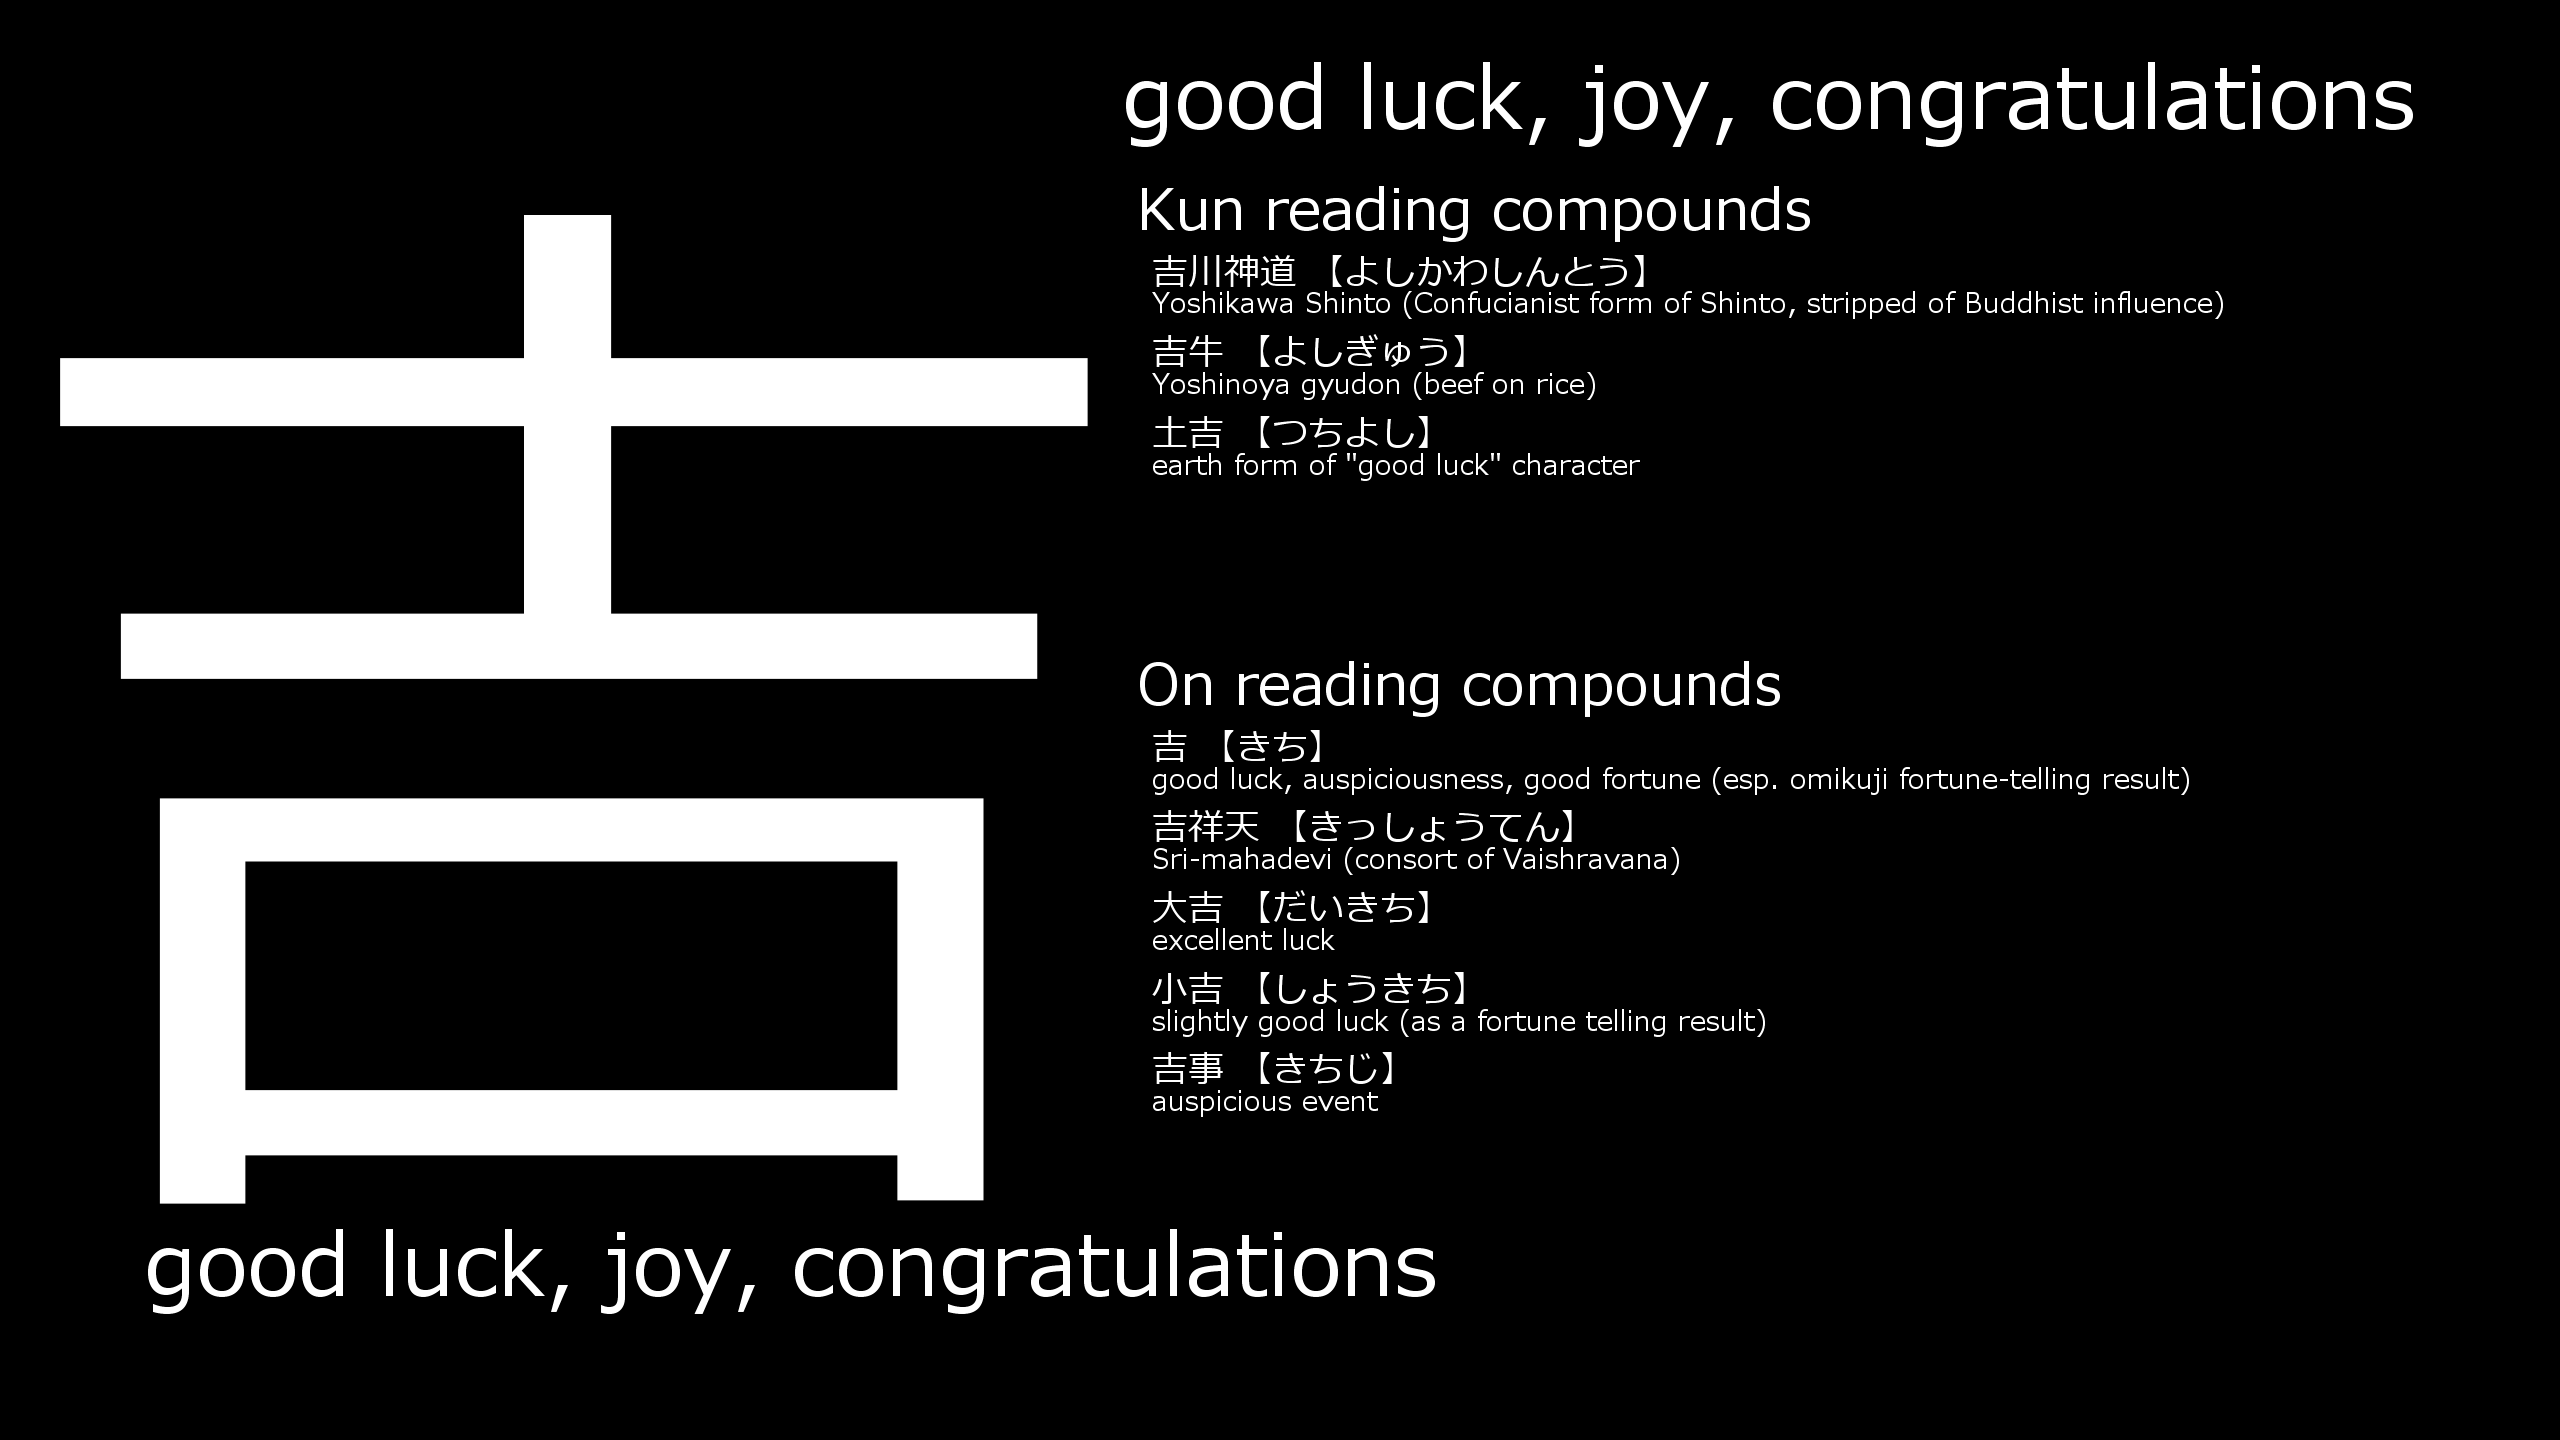 吉
good luck, joy, congratulations
good luck, joy, congratulations
Kun reading compounds
吉川神道 【よしかわしんとう】
Yoshikawa Shinto (Confucianist form of Shinto, stripped of Buddhist influence)
吉牛 【よしぎゅう】
Yoshinoya gyudon (beef on rice)
土吉 【つちよし】
earth form of "good luck" character
On reading compounds
吉 【きち】
good luck, auspiciousness, good fortune (esp. omikuji fortune-telling result)
吉祥天 【きっしょうてん】
Sri-mahadevi (consort of Vaishravana)
大吉 【だいきち】
excellent luck
小吉 【しょうきち】
slightly good luck (as a fortune telling result)
吉事 【きちじ】
auspicious event